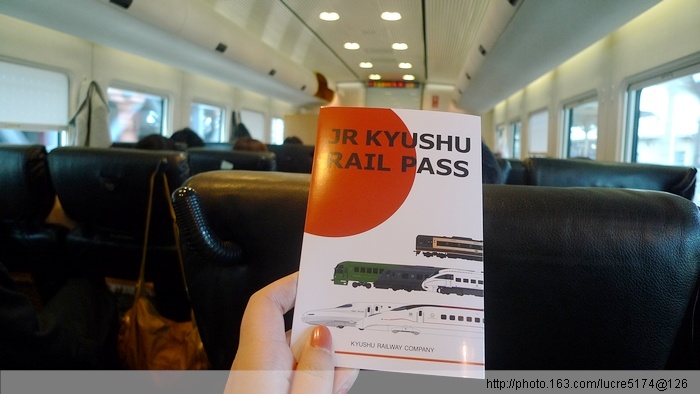 JR KYUSHU
RAIL PASS
KYUSHU RAILWAY COMPANY
http://photo.163.com/lucre5174@126